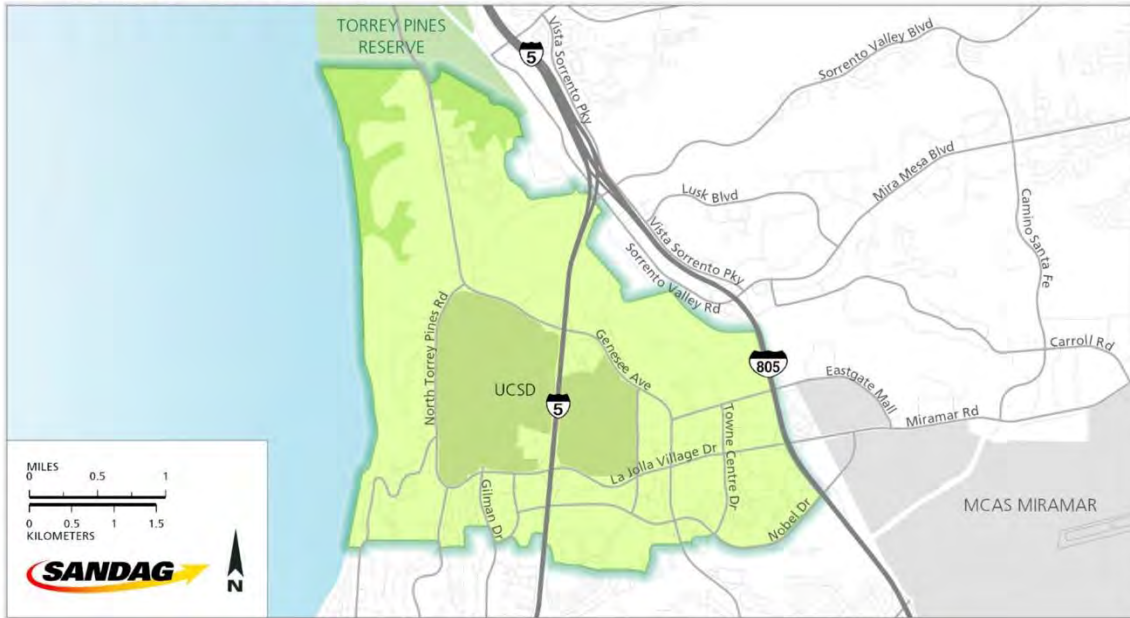 TORREY PINES
RESERVE
5
Vista Sorrento Pky
Sorrento Valley Blvd
Mira Mesa Blvd
Lusk Blvd
Camino Santa Fe
Vista Sorrento Pky
Sorrento Valley Rd
North Torrey Pines Rd
Genesee Ave
Carroll Rd
805
Eastgate Mall
UCSD
5
Towne Centre Dr
Miramar Rd
La Jolla Village Dr
Gilman Dr
Nobel Dr
MCAS MIRAMAR
MILES
0 0.5 1
0 0.5 1 1.5
KILOMETERS
SANDAG
N